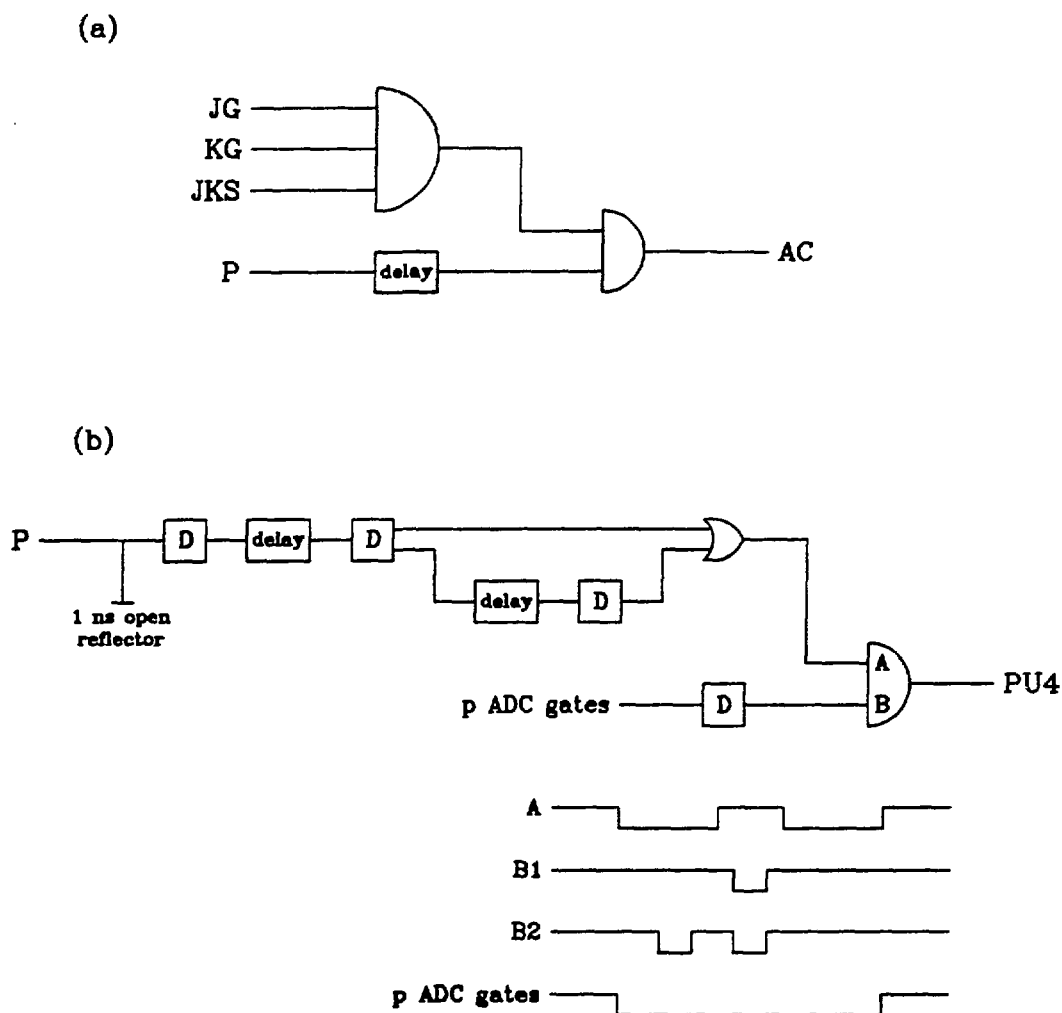 (a)
JG
KG
JKS
P
delay
AC
(b)
P
D
delay
D
1 ns open
reflector
delay
D
A
B
PU4
p ADC gates
D
A
B1
B2
p ADC gates